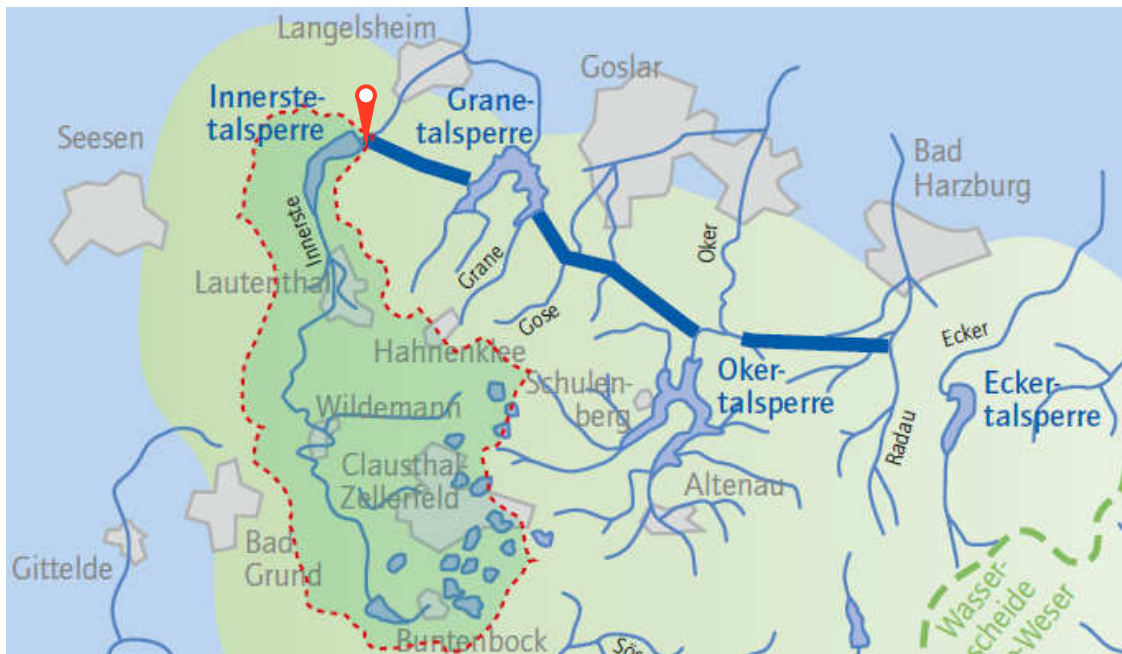 Langelsheim
Goslar
Innerste-
talsperre
Grane-
talsperre
Seesen
Bad
Harzburg
Innerste
Oker
Lautenthal
Grane
Gose
Ecker
Hahnenklee
Schulen-
berg
Oker-
talsperre
Ecker-
talsperre
Wildemann
Radau
Clausthal-
Zellerfeld
Altenau
Bad
Grund
Gittelde
Wasser-
scheide
-Weser
Buntenbock